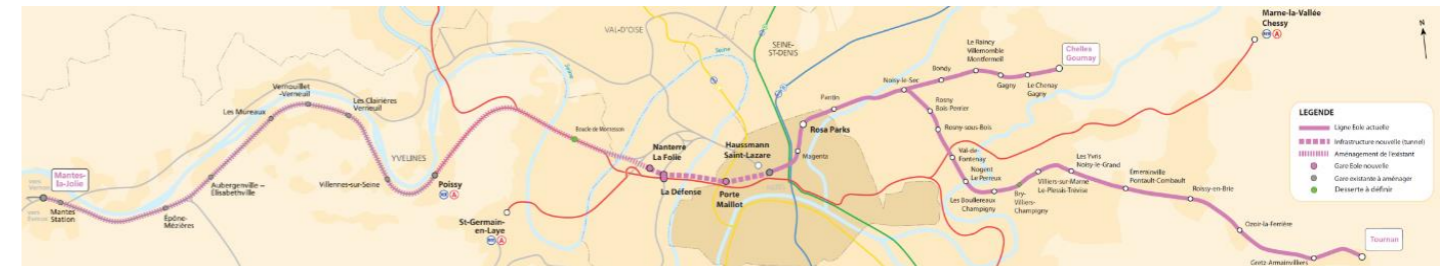 Mantes-
la-Jolie
Mantes
Station
Épône-
Mézières
Aubergenville –
Elisabethville
Les Mureaux
Vernouillet
-Verneuil
Les Clairières
Verneuil
Villennes-sur-Seine
YVELINES
Poissy
A
St-Germain-
en-Laye
A
VAL-D'OISE
Seine
Boucle de Montesson
Nanterre
La Folie
La Défense
Porte
Maillot
Haussmann
Saint-Lazare
Magenta
Rosa Parks
SEINE-
ST-DENIS
Seine
Pantin
Noisy-le-Sec
Bondy
Le Raincy
Villemomble
Montfermeil
Gagny
Le Chenay
Gagny
Chelles
Gournay
Rosny
Bois-Perrier
Rosny-sous-Bois
Val-de-
Fontenay
Nogent
Le Perreux
Les Boullereaux
Champigny
Bry-
Villiers-
Champigny
Villiers-sur-Marne
Le-Plessis-Trevise
Les Yvris
Noisy-le-Grand
Emerainville
Pontault-Combault
Roissy-en-Brie
Ozoir-la-Ferrière
Gretz-Armainvilliers
Tournan
Marne-la-Vallée
Chessy
A
N
LEGENDE
Ligne Eole actuelle
Infrastructure nouvelle (tunnel)
Aménagement de l'existant
Gare Eole nouvelle
Gare existante à aménager
Desserte à définir